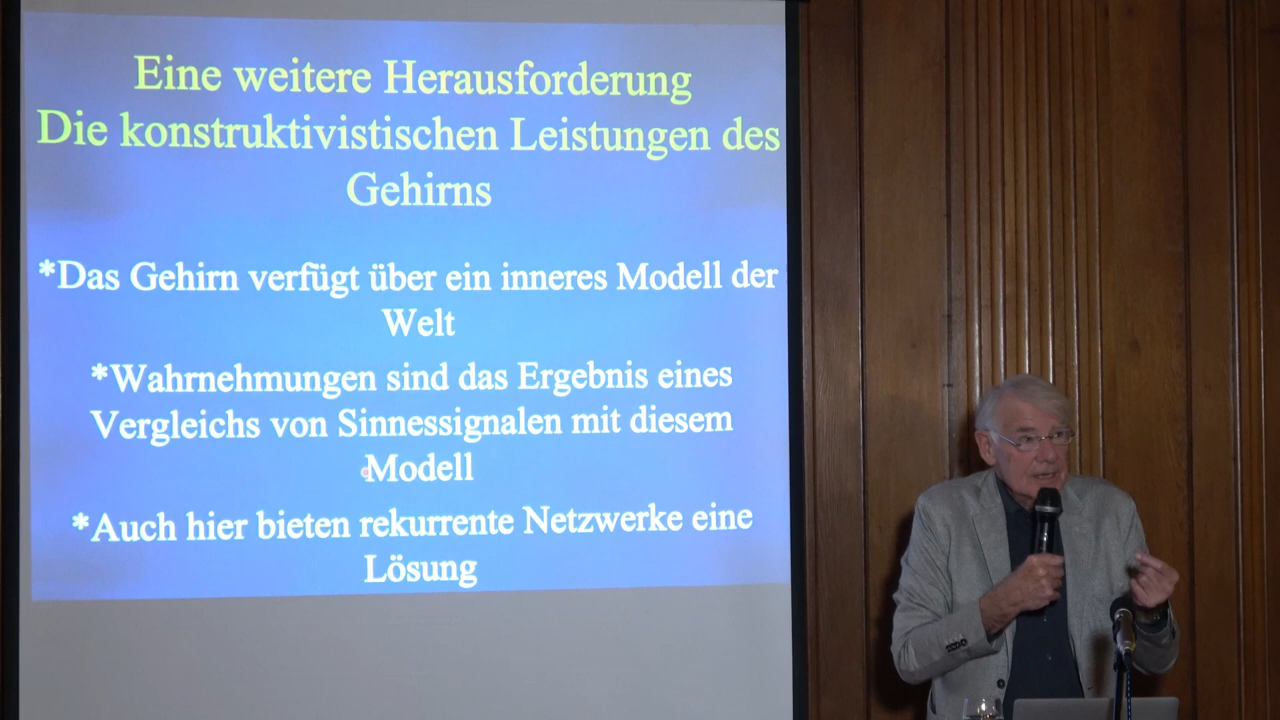 Eine weitere Herausforderung
Die konstruktivistischen Leistungen des
Gehirns
*Das Gehirn verfügt über ein inneres Modell der
Welt
*Wahrnehmungen sind das Ergebnis eines
Vergleichs von Sinnessignalen mit diesem
Modell
*Auch hier bieten rekurrente Netzwerke eine
Lösung